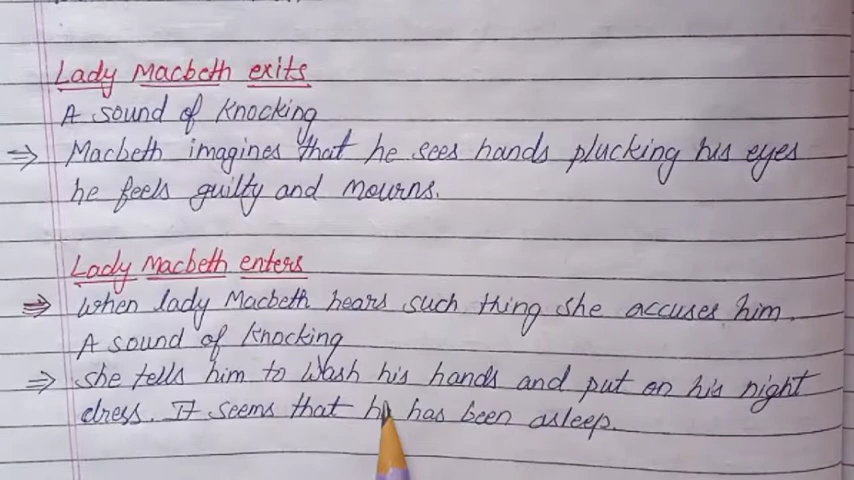 Lady Macbeth exits
A sound of Knocking
⇒ Macbeth imagines that he sees hands plucking his eyes
he feels guilty and mourns.
Lady Macbeth enters
⇒ When lady Macbeth hears such thing she accuses him.
A sound of Knocking
⇒ She tells him to wash his hands and put on his night
dress. It seems that he has been asleep.